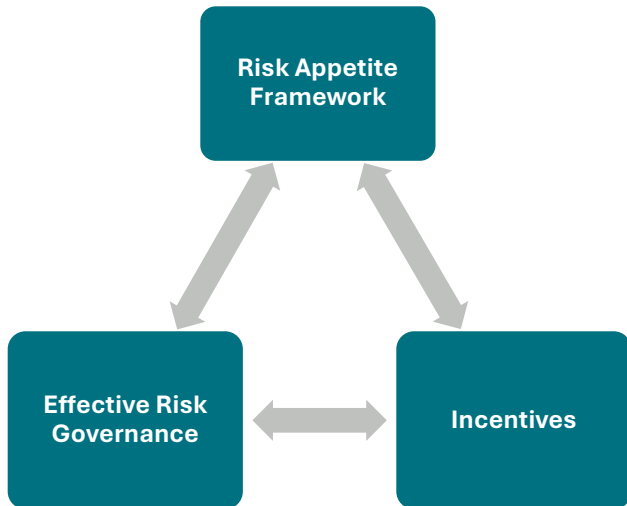 Risk Appetite
Framework
Effective Risk
Governance
Incentives